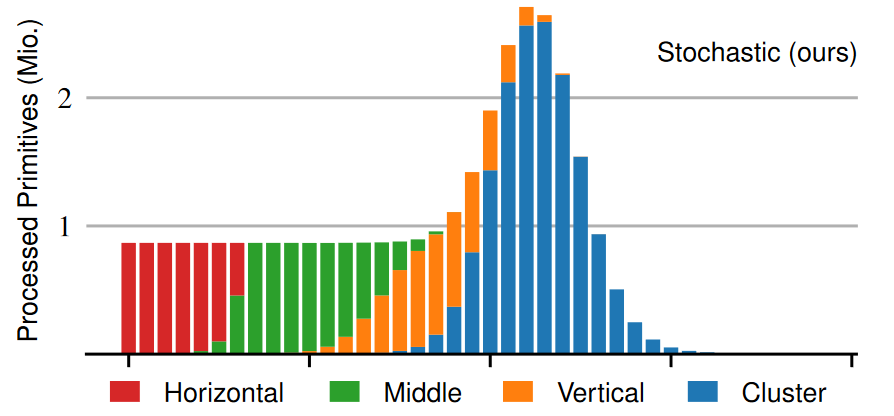 Processed Primitives (Mio.)
Stochastic (ours)
2
1
Horizontal Middle Vertical Cluster